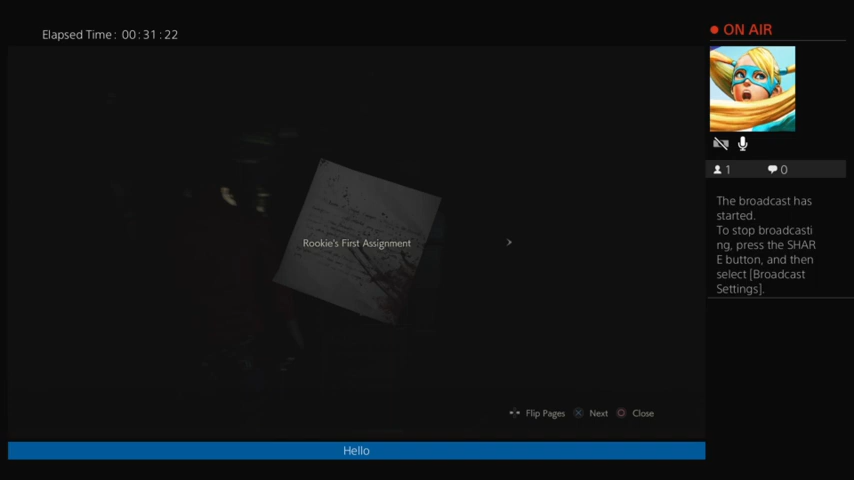 Elapsed Time: 00:31:22
ON AIR
1
0
The broadcast has
started.
To stop broadcasti
ng, press the SHAR
E button, and then
select [Broadcast
Settings].
Rookie's First Assignment
Flip Pages
Next
Close
Hello